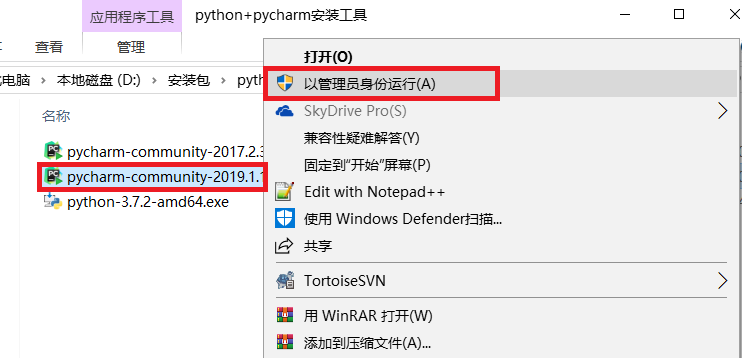 应用程序工具
python+pycharm安装工具
查看
管理
电脑
本地磁盘 (D:)
安装包
名称
pycharm-community-2017.2.3
pycharm-community-2019.1.1
python-3.7.2-amd64.exe
打开(O)
以管理员身份运行(A)
SkyDrive Pro(S)
兼容性疑难解答(Y)
固定到"开始"屏幕(P)
Edit with Notepad++
使用 Windows Defender扫描...
共享
TortoiseSVN
用 WinRAR 打开(W)
添加到压缩文件(A)...